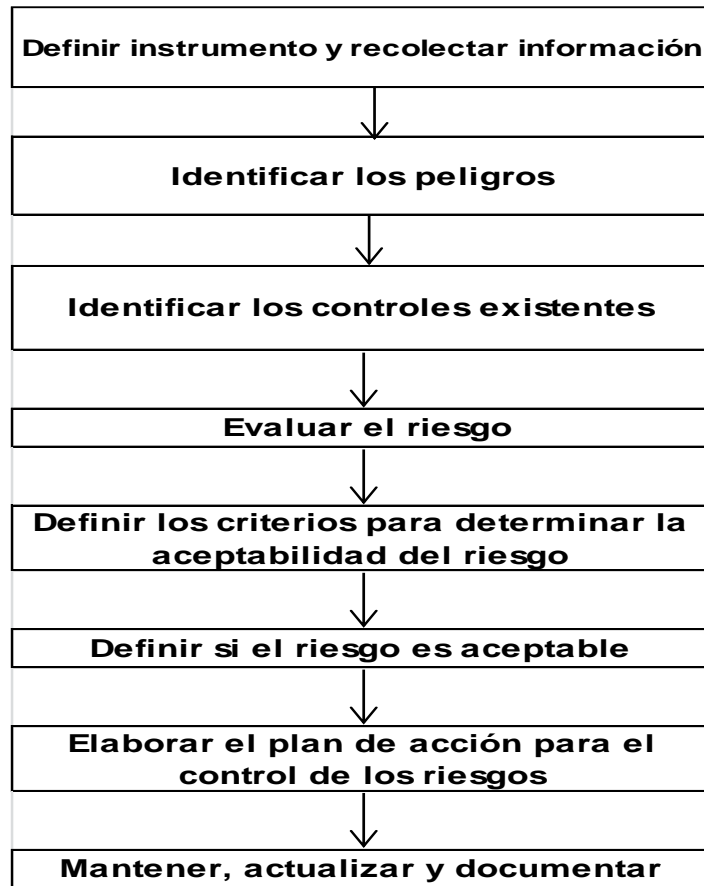 Definir instrumento y recolectar información
Identificar los peligros
Identificar los controles existentes
Evaluar el riesgo
Definir los criterios para determinar la
aceptabilidad del riesgo
Definir si el riesgo es aceptable
Elaborar el plan de acción para el
control de los riesgos
Mantener, actualizar y documentar